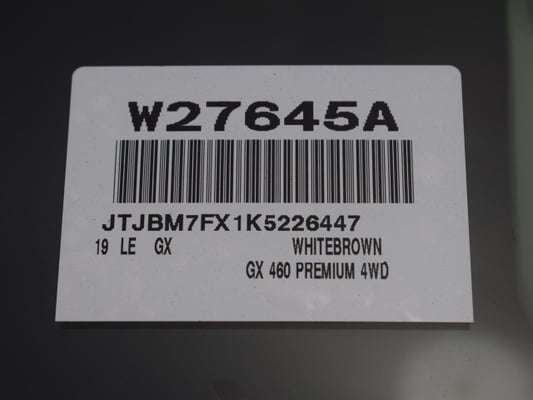 W27645A
JTJBM7FX1K5226447
19 LE GX WHITEBROWN
GX 460 PREMIUM 4WD